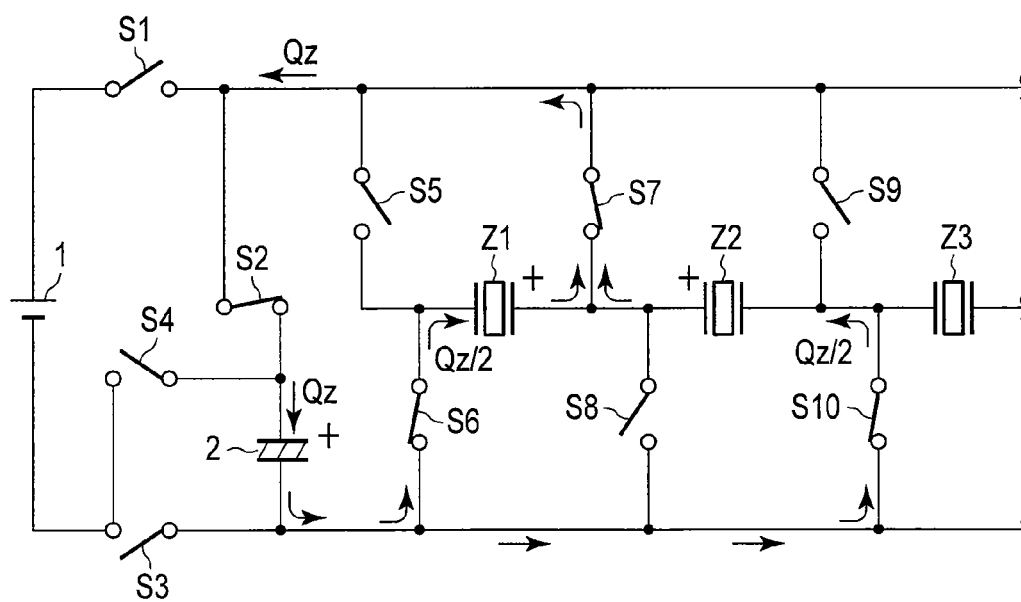 S1
Qz
S5
S7
S9
Z1
Z2
Z3
1
S2
+
+
S4
Qz/2
Qz/2
Qz
S6
S8
S10
2
+
S3